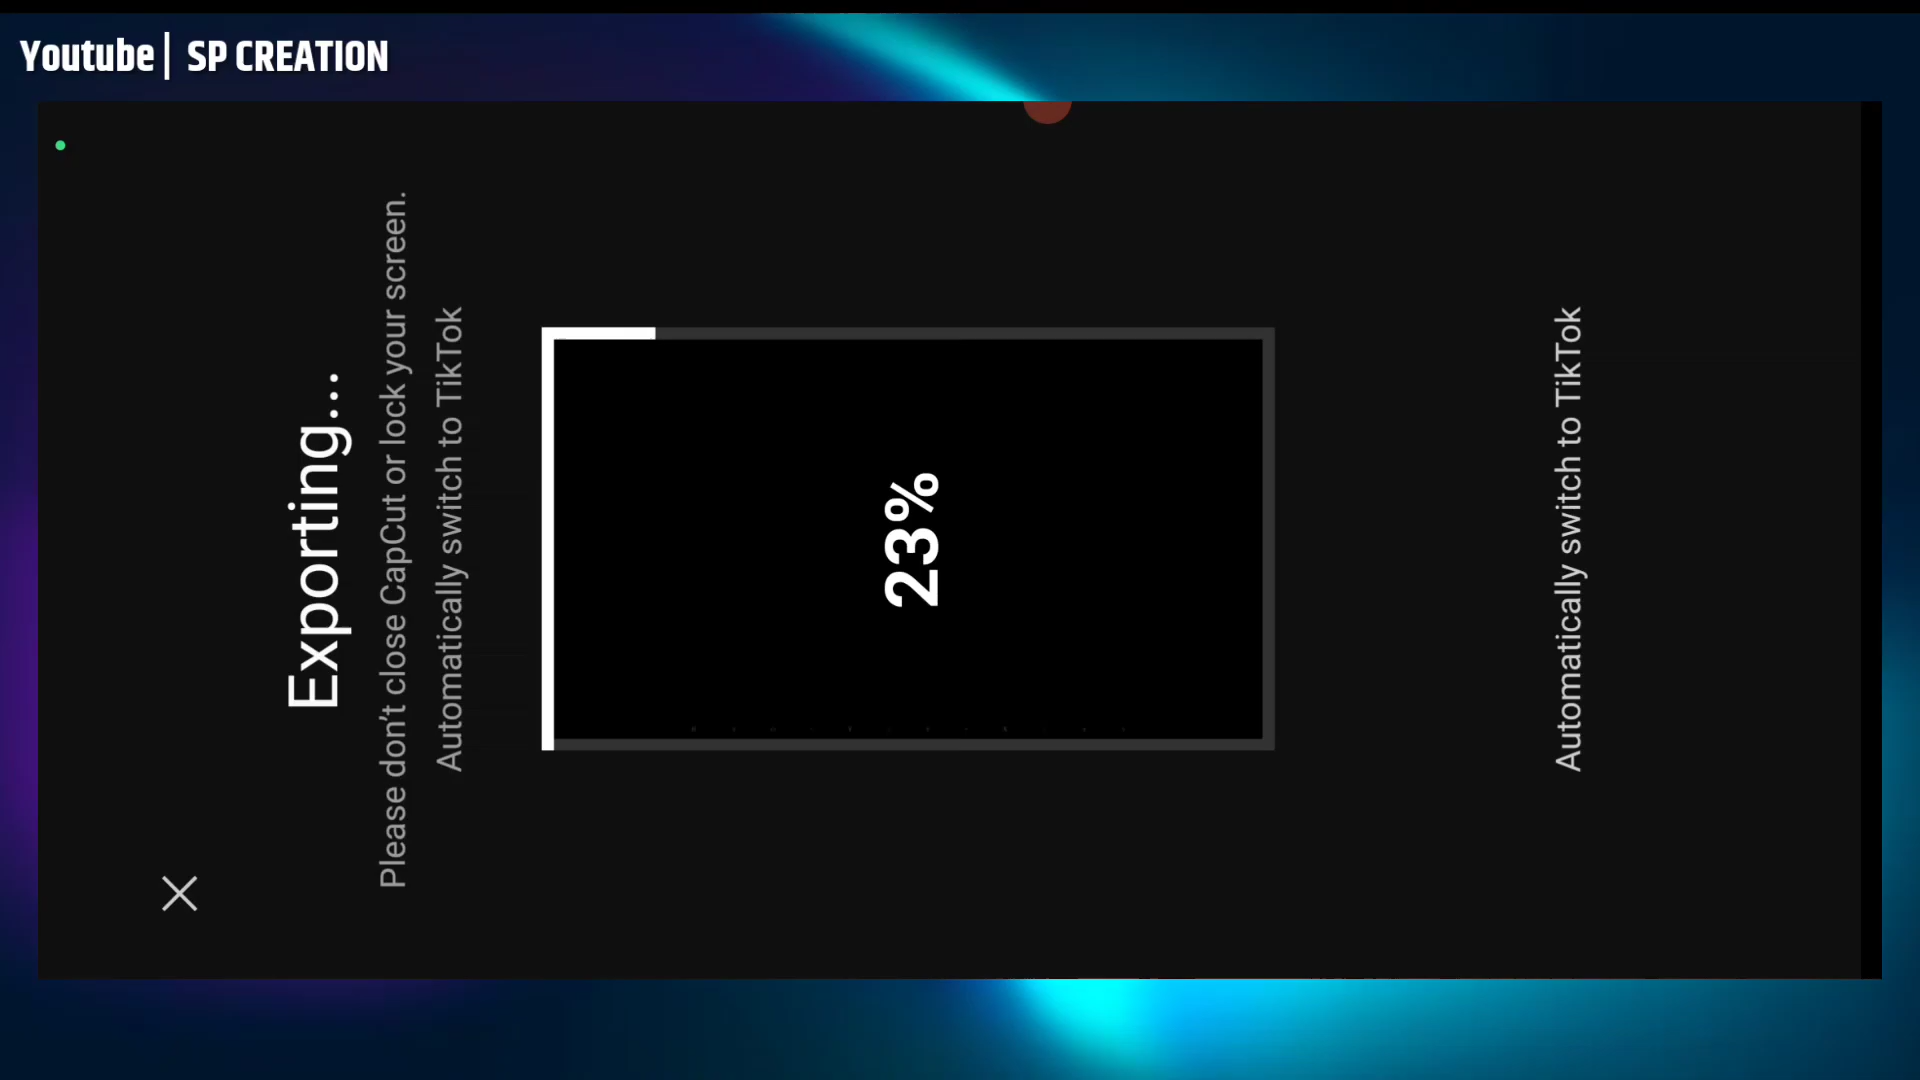 Youtube| SP CREATION
Exporting...
Please don't close CapCut or lock your screen.
Automatically switch to TikTok
23%
Automatically switch to TikTok